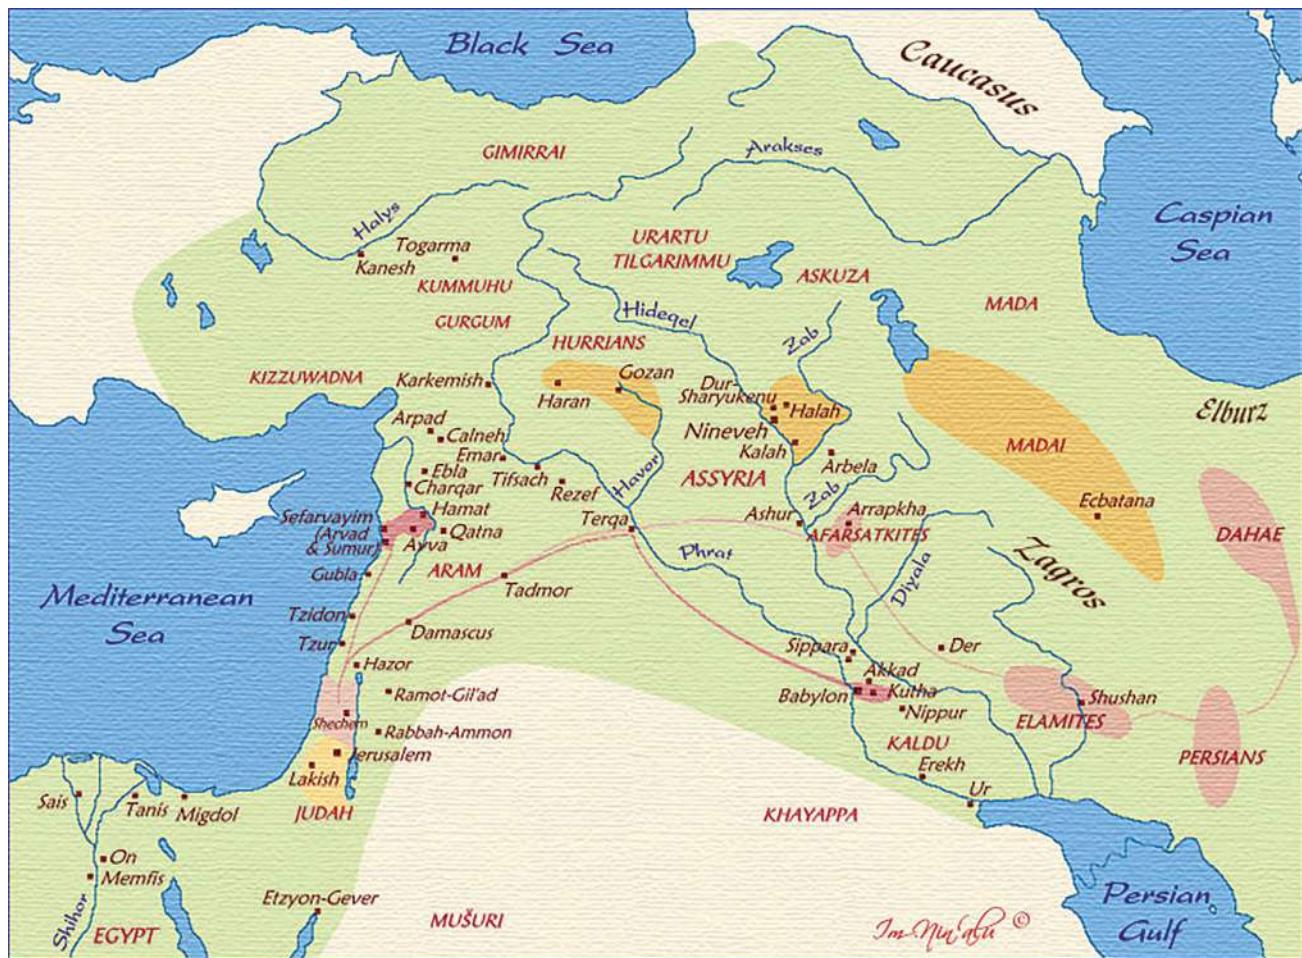 Black Sea
Caucasus
GIMIRRAI
Arakses
Halys
Caspian
Sea
Togarma
Kanesh
URARTU
TILGARIMMU
ASKUZA
KUMMUHU
MADA
Hideqel
GURGUM
HURRIANS
Zab
KIZZUWADNA
Karkemish
Gozan
Haran
Dur-
Sharyukenu
Halah
Elburz
Arpad
Calneh
Nineveh
Kalah
MADAI
Emar
Ebla
Tifsach
Charqar
Rezef
Havor
ASSYRIA
Arbela
Zab
Ecbatana
Hamat
Sefarvayim
(Arvad
& Sumur)
Ayva
Qatna
Terqa
Ashur
Arrapkha
AFARSATKITES
DAHAE
Phrat
Zagros
Gubla
ARAM
Tadmor
Diyala
Mediterranean
Sea
Tzidon
Damascus
Tzur
Hazor
Sippara
Der
Akkad
Ramot-Gil'ad
Babylon
Kutha
Shushan
Nippur
Shechem
Rabbah-Ammon
ELAMITES
KALDU
PERSIANS
Jerusalem
Lakish
Erekh
Ur
Sais
Tanis
Migdol
JUDAH
KHAYAPPA
On
Memfis
Etzyon-Gever
Persian
Gulf
Shihor
EGYPT
MUŠURI
Im Nin'alu ©